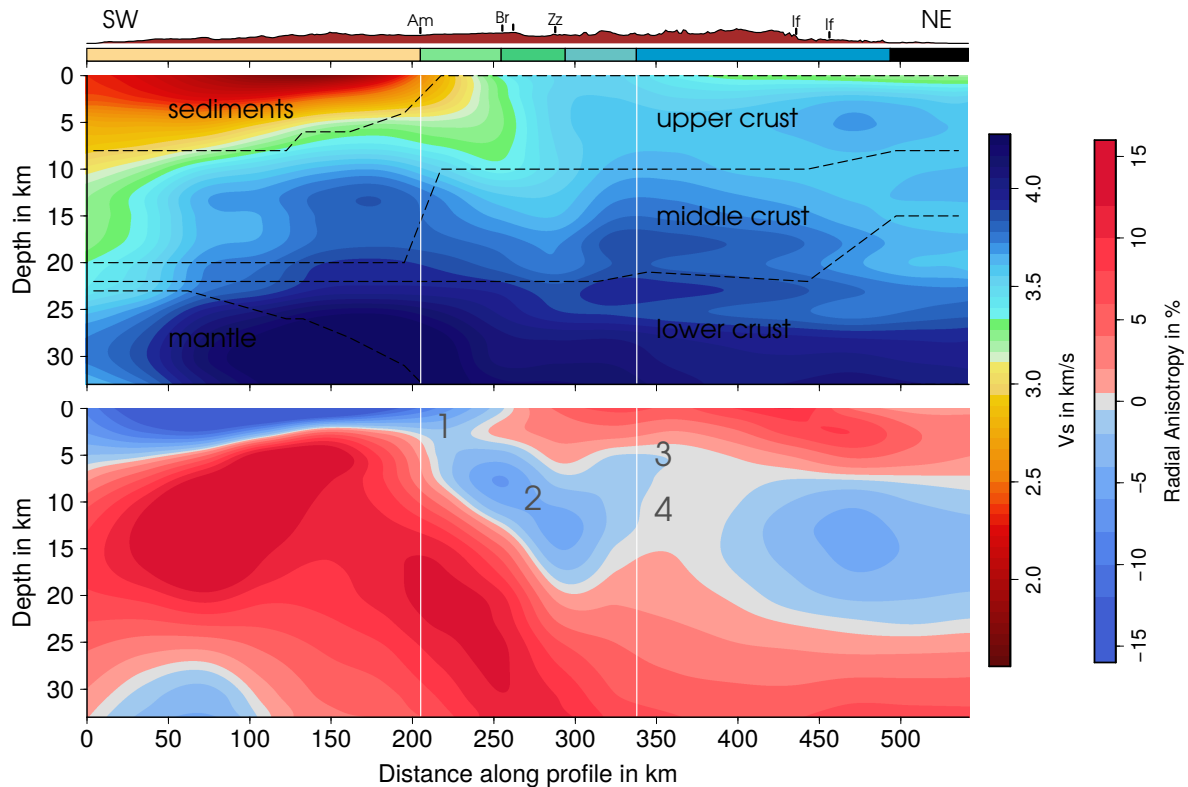 SW Am Br Zz If If NE
0
5
10
15
20
25
30
Depth in km
sediments
upper crust
middle crust
mantle
lower crust
4.0
3.5
3.0
2.5
2.0
Vs in km/s
15
10
5
0
−5
−10
−15
Radial Anisotropy in %
0
5
10
15
20
25
30
Depth in km
1
2
3
4
0 50 100 150 200 250 300 350 400 450 500
Distance along profile in km